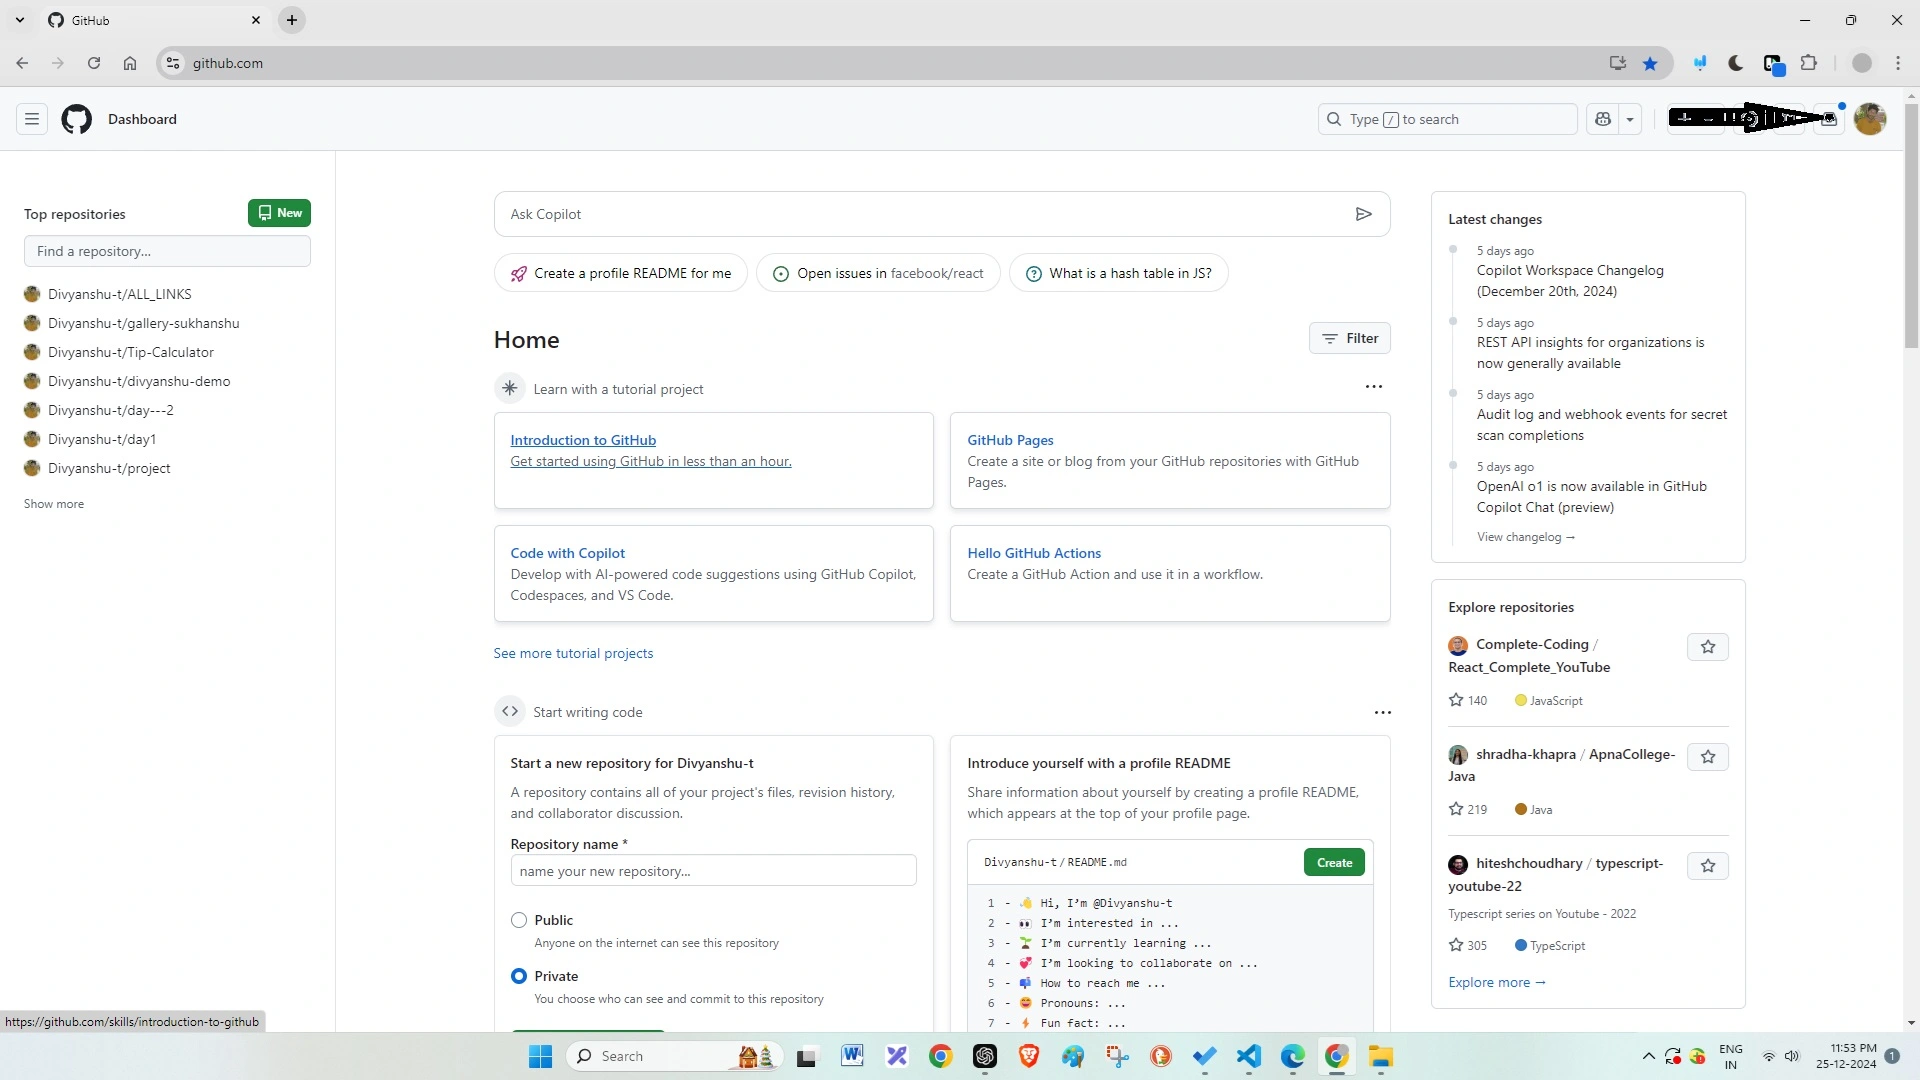 GitHub
github.com
Dashboard
Type / to search
Top repositories
New
Find a repository...
Divyanshu-t/ALL_LINKS
Divyanshu-t/gallery-sukhanshu
Divyanshu-t/Tip-Calculator
Divyanshu-t/divyanshu-demo
Divyanshu-t/day---2
Divyanshu-t/day1
Divyanshu-t/project
Show more
Ask Copilot
Create a profile README for me
Open issues in facebook/react
What is a hash table in JS?
Home
Filter
Learn with a tutorial project
Introduction to GitHub
Get started using GitHub in less than an hour.
GitHub Pages
Create a site or blog from your GitHub repositories with GitHub
Pages.
Code with Copilot
Develop with AI-powered code suggestions using GitHub Copilot,
Codespaces, and VS Code.
Hello GitHub Actions
Create a GitHub Action and use it in a workflow.
See more tutorial projects
Start writing code
Start a new repository for Divyanshu-t
A repository contains all of your project's files, revision history,
and collaborator discussion.
Repository name *
name your new repository...
Public
Anyone on the internet can see this repository
Private
You choose who can see and commit to this repository
Introduce yourself with a profile README
Share information about yourself by creating a profile README,
which appears at the top of your profile page.
Divyanshu-t / README.md
Create
1 - 👋 Hi, I'm @Divyanshu-t
2 - 👀 I'm interested in ...
3 - 🌱 I'm currently learning ...
4 - 💞️ I'm looking to collaborate on ...
5 - 📫 How to reach me ...
6 - 😄 Pronouns: ...
7 - ⚡ Fun fact: ...
Latest changes
5 days ago
Copilot Workspace Changelog
(December 20th, 2024)
5 days ago
REST API insights for organizations is
now generally available
5 days ago
Audit log and webhook events for secret
scan completions
5 days ago
OpenAI o1 is now available in GitHub
Copilot Chat (preview)
View changelog →
Explore repositories
Complete-Coding /
React_Complete_YouTube
140 JavaScript
shradha-khapra / ApnaCollege-
Java
219 Java
hiteshchoudhary / typescript-
youtube-22
Typescript series on Youtube - 2022
305 TypeScript
Explore more →
https://github.com/skills/introduction-to-github
Search
ENG
IN
11:53 PM
25-12-2024
1